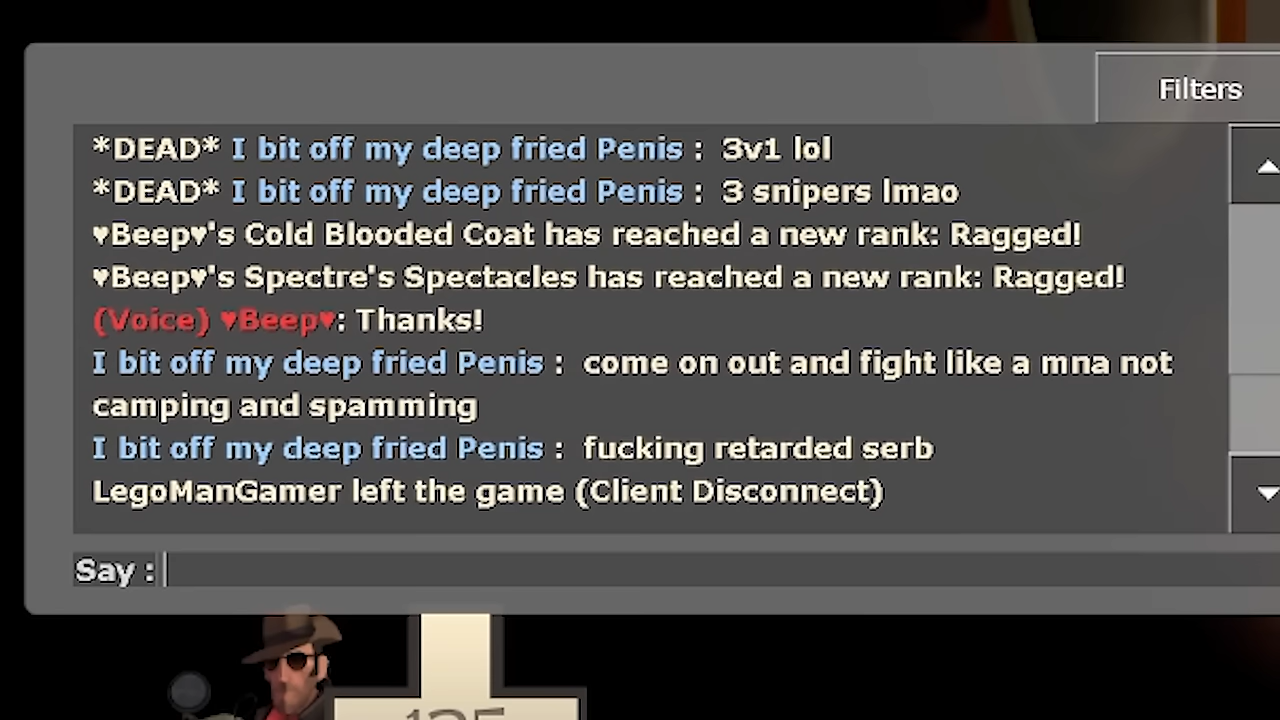 Filters
*DEAD* I bit off my deep fried Penis :  3v1 lol
*DEAD* I bit off my deep fried Penis :  3 snipers lmao
♥Beep♥'s Cold Blooded Coat has reached a new rank: Ragged!
♥Beep♥'s Spectre's Spectacles has reached a new rank: Ragged!
(Voice) ♥Beep♥: Thanks!
I bit off my deep fried Penis :  come on out and fight like a mna not
camping and spamming
I bit off my deep fried Penis :  fucking retarded serb
LegoManGamer left the game (Client Disconnect)
Say :
125